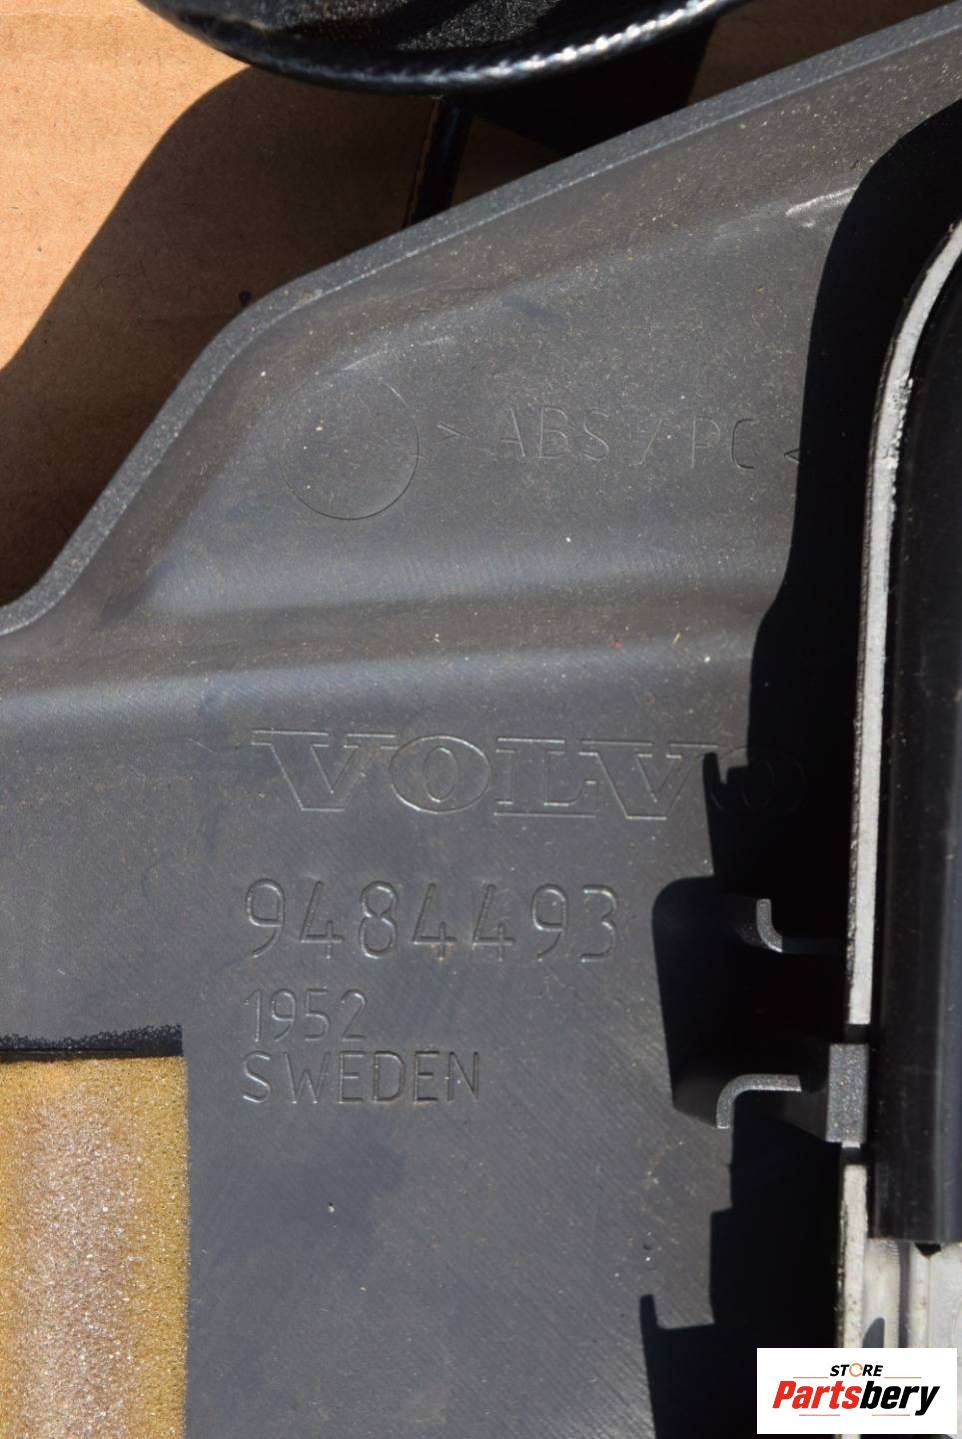 > ABS / PC <
VOLVO
9484493
1952
SWEDEN
STORE
Partsbery